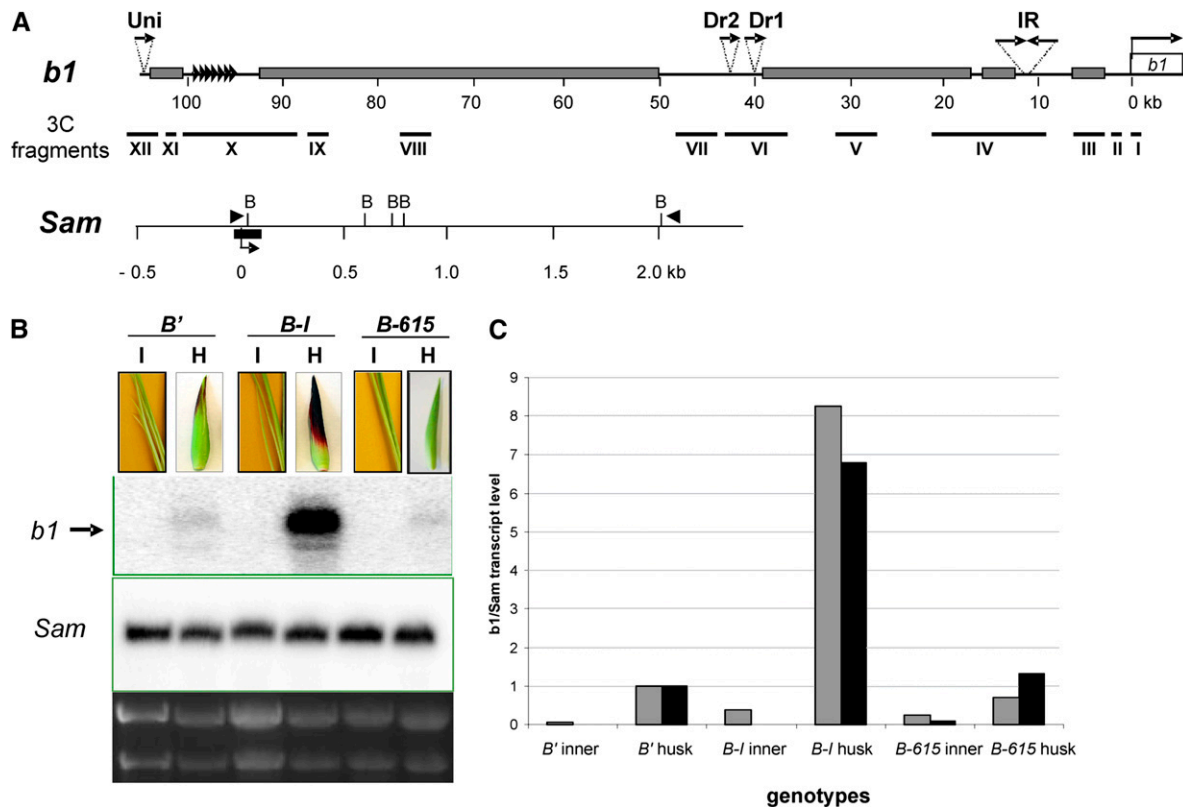 A
Uni Dr2 Dr1 IR
b1 b1
100 90 80 70 60 50 40 30 20 10 0 kb
3C fragments
XII XI X IX VIII VII VI V IV III II I
B B BB B
Sam
- 0.5 0 0.5 1.0 1.5 2.0 kb
B
B' B-I B-615
I H I H I H
b1
Sam
C
9
8
7
6
5
4
3
2
1
0
b1/Sam transcript level
B' inner B' husk B-I inner B-I husk B-615 inner B-615 husk
genotypes